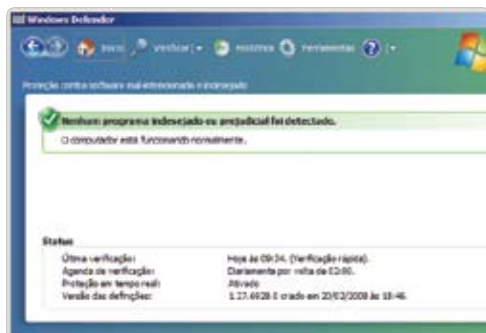 Windows Defender
Início Verificar Histórico Ferramentas
Proteção contra software mal-intencionado e indesejado
Nenhum programa indesejado ou prejudicial foi detectado.
O computador está funcionando normalmente.
Status
Última verificação: Hoje às 09:34. (Verificação rápida).
Agenda de verificação: Diariamente por volta de 02:00.
Proteção em tempo real: Ativado
Versão das definições: 1.27.6928.0 criado em 20/02/2008 às 18:46.